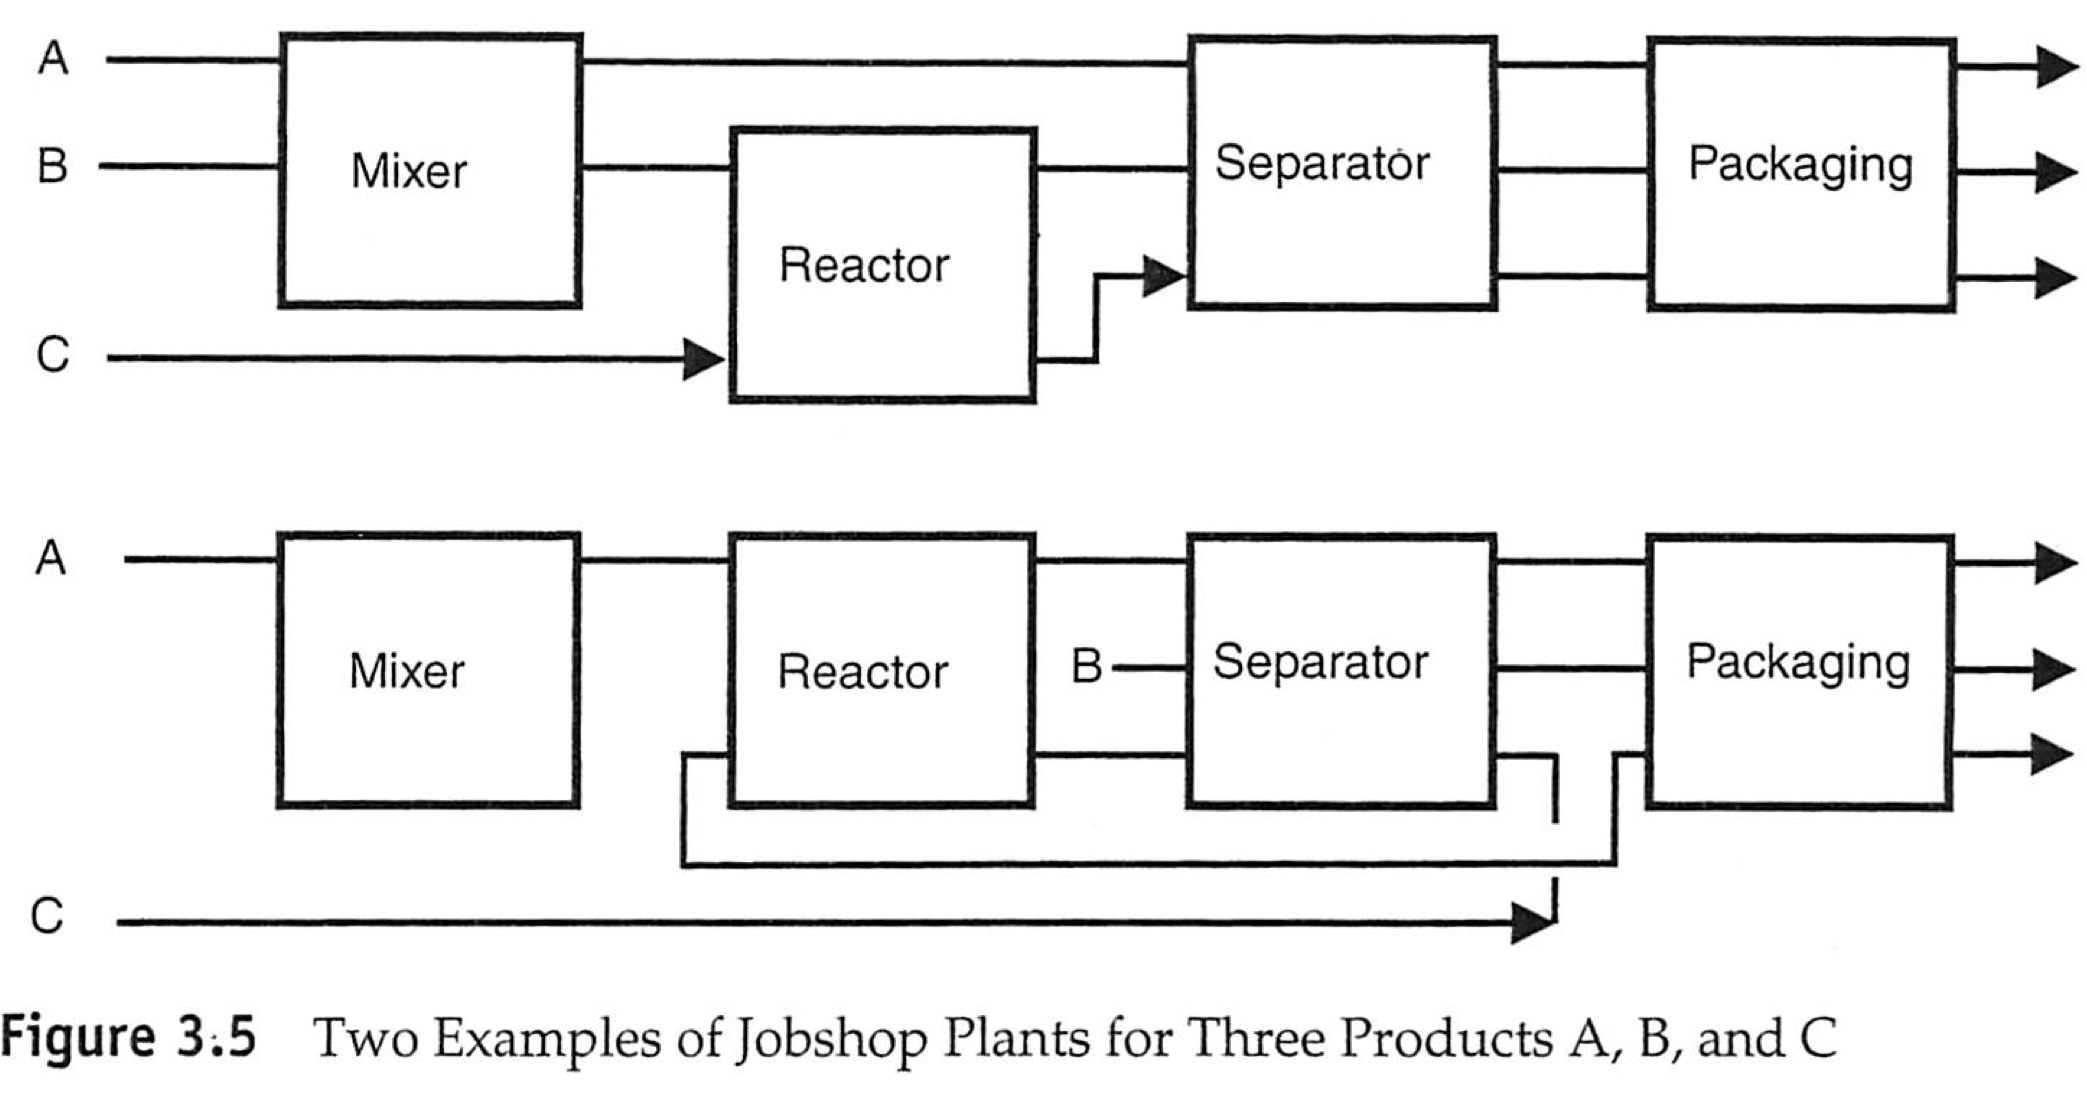 A
B
C
Mixer
Reactor
Separator
Packaging
A
Mixer
Reactor
B
Separator
Packaging
C
Figure 3.5 Two Examples of Jobshop Plants for Three Products A, B, and C